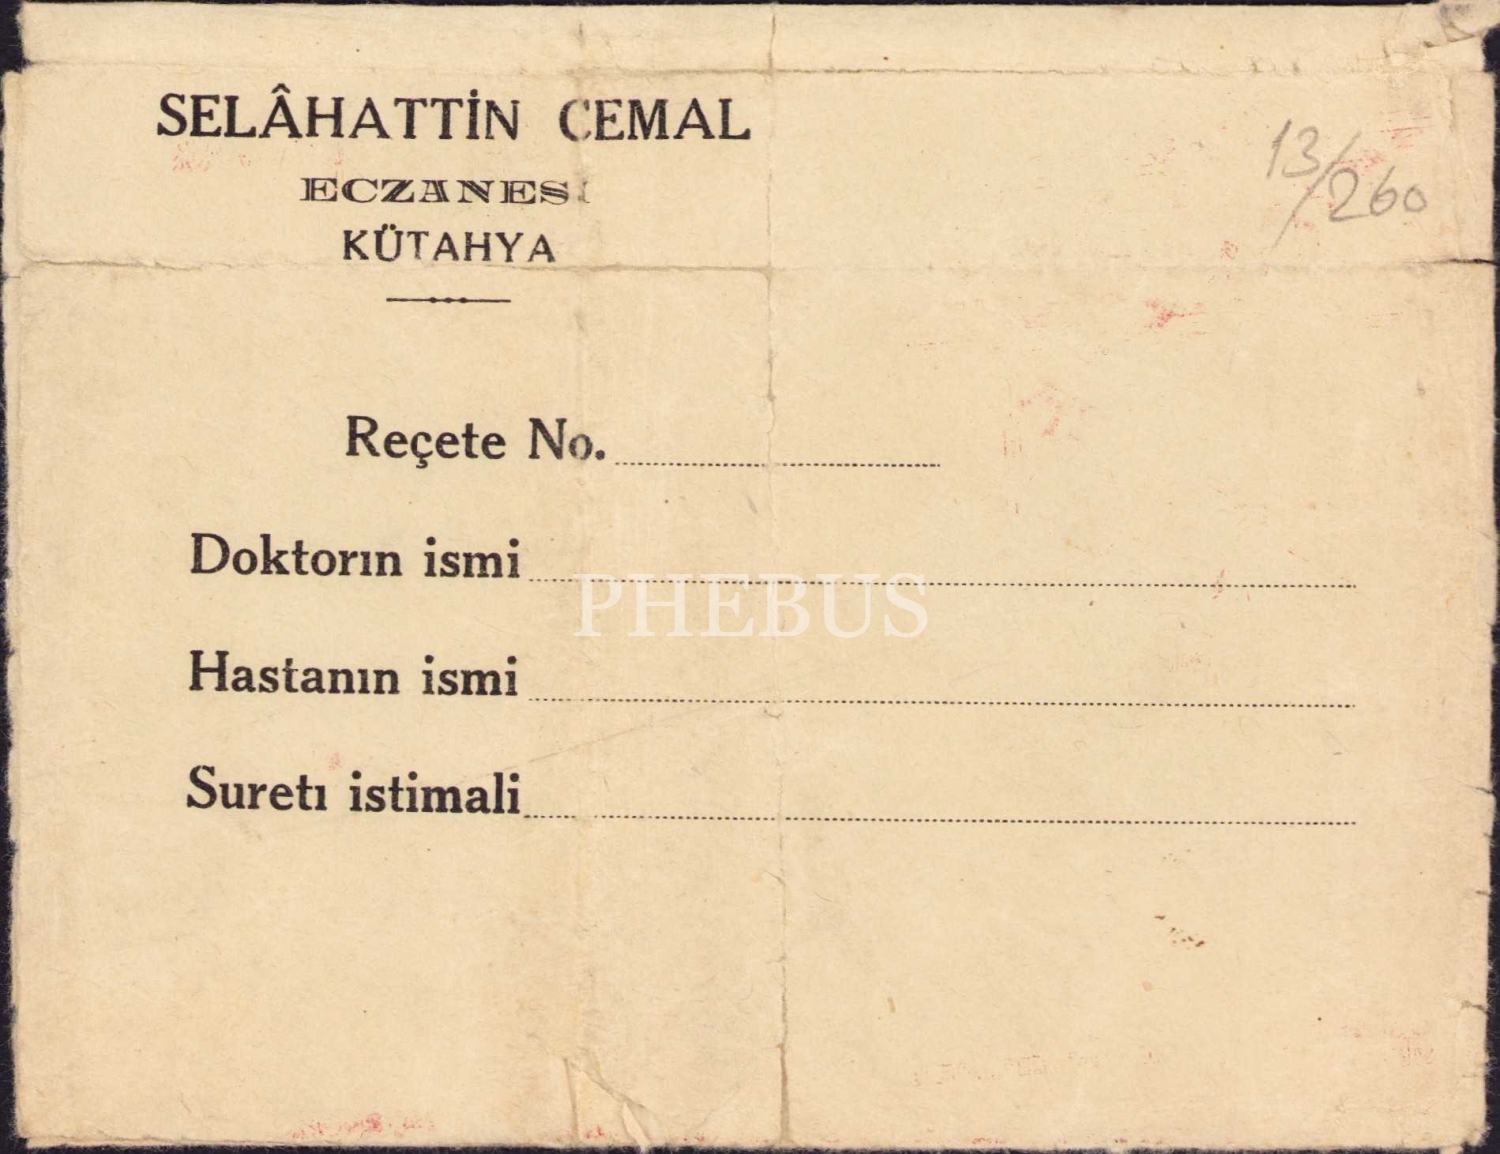 SELÂHATTİN CEMAL
ECZANESİ
KÜTAHYA
13/260
Reçete No.
Doktorın ismi
PHEBUS
Hastanın ismi
Suretı istimali